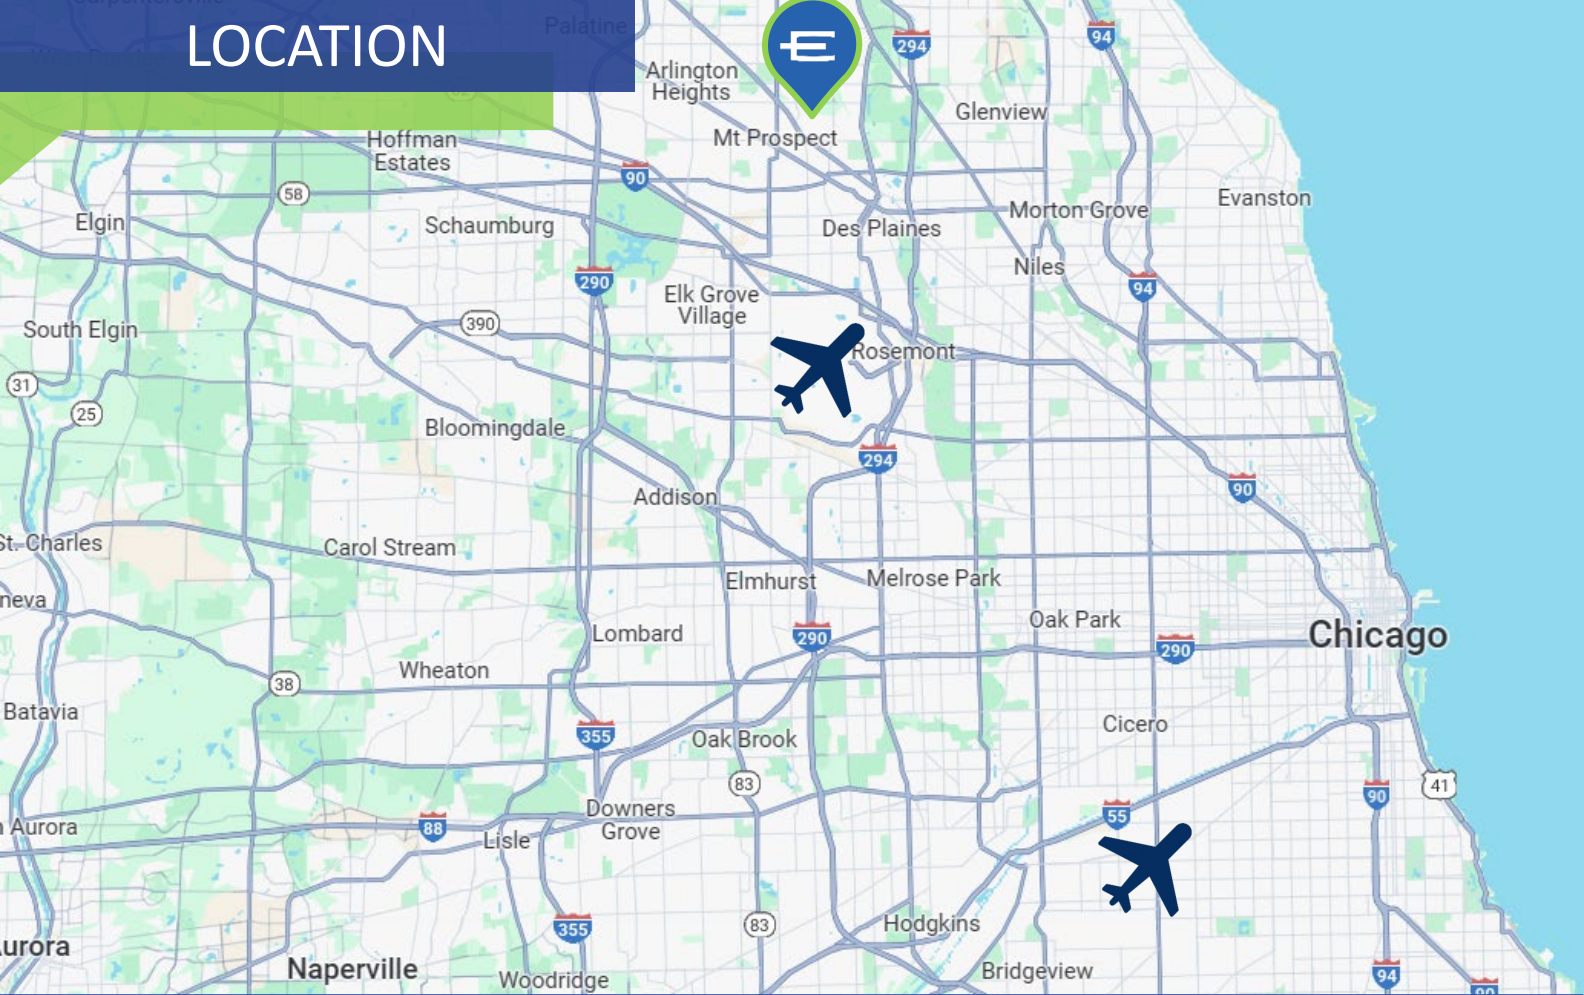 LOCATION
Palatine
Arlington
Heights
294
94
Glenview
Mt Prospect
Hoffman
Estates
90
58
Elgin
Schaumburg
Des Plaines
Morton Grove
Evanston
Niles
290
94
Elk Grove
Village
South Elgin
390
Rosemont
31
25
Bloomingdale
294
90
Addison
St. Charles
Carol Stream
Elmhurst
Melrose Park
neva
Oak Park
Lombard
290
Chicago
290
Wheaton
38
Batavia
Cicero
355
Oak Brook
83
41
90
Downers
Grove
55
Aurora
88
Lisle
83
355
Hodgkins
urora
Naperville
Woodridge
Bridgeview
94
90